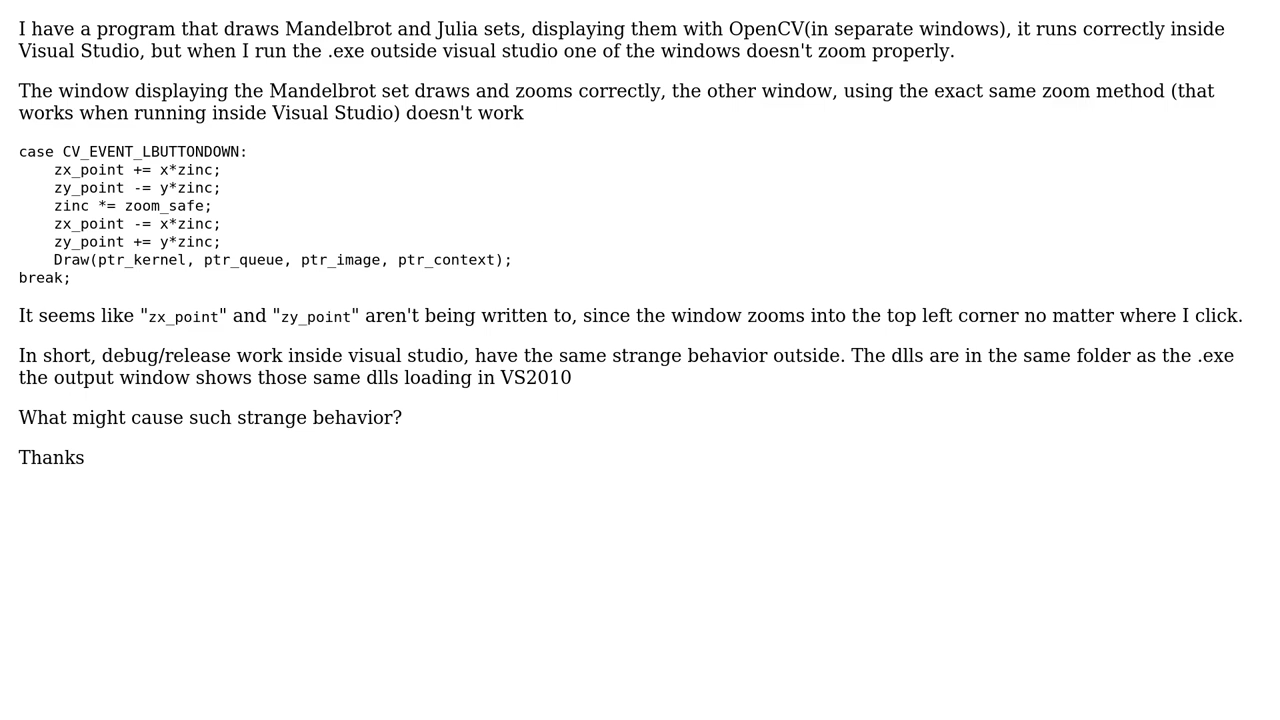 I have a program that draws Mandelbrot and Julia sets, displaying them with OpenCV(in separate windows), it runs correctly inside
Visual Studio, but when I run the .exe outside visual studio one of the windows doesn't zoom properly.
The window displaying the Mandelbrot set draws and zooms correctly, the other window, using the exact same zoom method (that
works when running inside Visual Studio) doesn't work
case CV_EVENT_LBUTTONDOWN:
    zx_point += x*zinc;
    zy_point -= y*zinc;
    zinc *= zoom_safe;
    zx_point -= x*zinc;
    zy_point += y*zinc;
    Draw(ptr_kernel, ptr_queue, ptr_image, ptr_context);
break;
It seems like "zx_point" and "zy_point" aren't being written to, since the window zooms into the top left corner no matter where I click.
In short, debug/release work inside visual studio, have the same strange behavior outside. The dlls are in the same folder as the .exe
the output window shows those same dlls loading in VS2010
What might cause such strange behavior?
Thanks